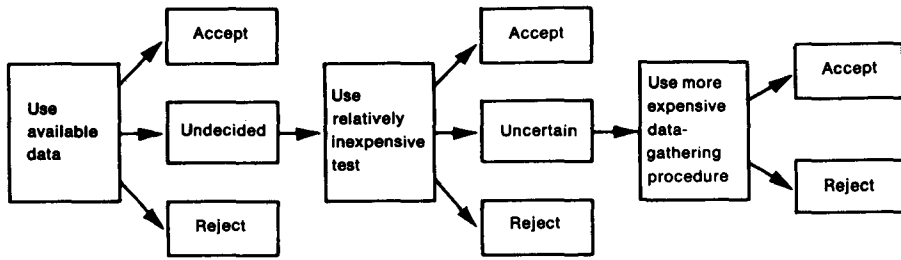 Accept
Use
available
data
Undecided
Reject
Accept
Use
relatively
inexpensive
test
Uncertain
Reject
Use more
expensive
data-
gathering
procedure
Accept
Reject